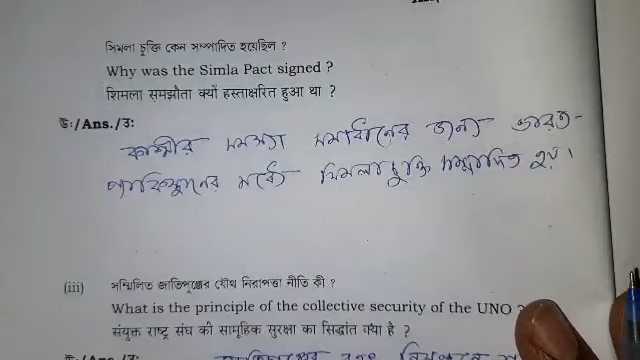 সিমলা চুক্তি কেন সম্পাদিত হয়েছিল ?
Why was the Simla Pact signed ?
शिमला समझौता क्यों हस्ताक्षरित हुआ था ?
উঃ/Ans./उ:
কাশ্মীর সমস্যা সমাধানের জন্য ভারত-
পাকিস্তানের মধ্যে সিমলা চুক্তি সম্পাদিত হয়।
(iii) সম্মিলিত জাতিপুঞ্জের যৌথ নিরাপত্তা নীতি কী ?
What is the principle of the collective security of the UNO ?
संयुक्त राष्ट्र संघ की सामूहिक सुरक्षा का सिद्धांत क्या है ?
উঃ/Ans./उ: